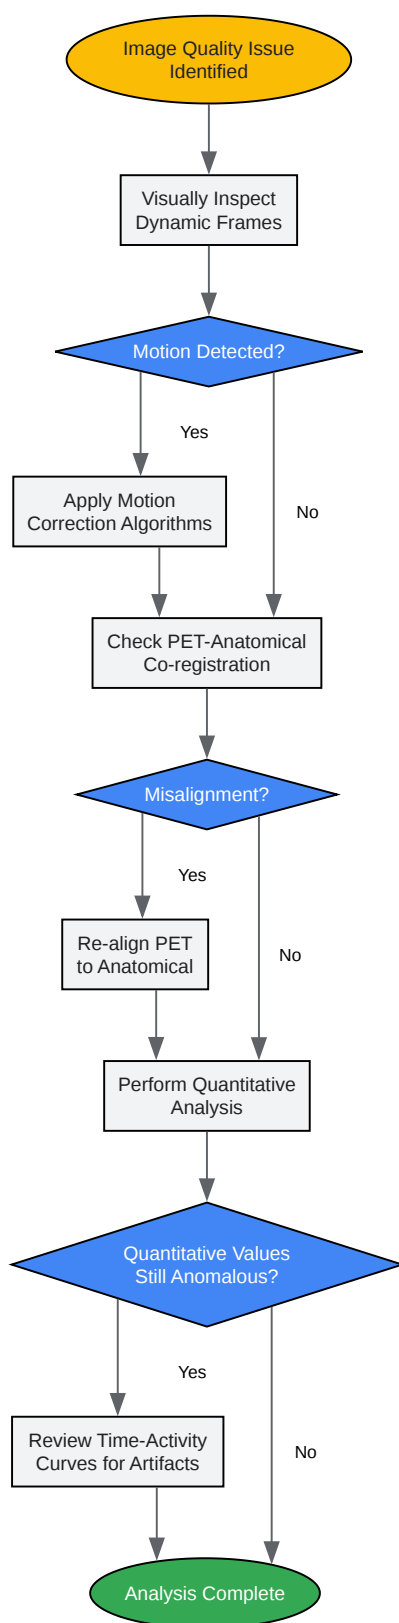 Image Quality Issue
Identified
Visually Inspect
Dynamic Frames
Motion Detected?
Yes
Apply Motion
Correction Algorithms
No
Check PET-Anatomical
Co-registration
Misalignment?
Yes
Re-align PET
to Anatomical
No
Perform Quantitative
Analysis
Quantitative Values
Still Anomalous?
Yes
Review Time-Activity
Curves for Artifacts
No
Analysis Complete